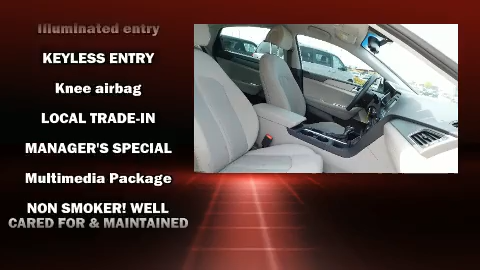 Illuminated entry
KEYLESS ENTRY
Knee airbag
LOCAL TRADE-IN
MANAGER'S SPECIAL
Multimedia Package
NON SMOKER! WELL
CARED FOR & MAINTAINED